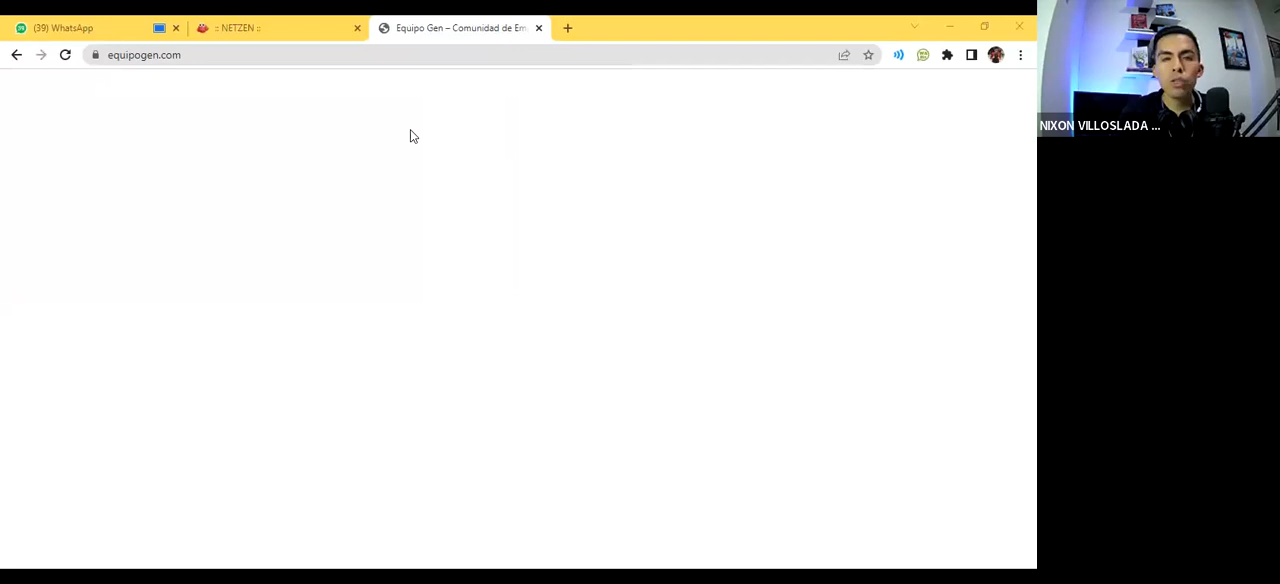 (39) WhatsApp
:: NETZEN ::
Equipo Gen – Comunidad de Em
equipogen.com
NIXON VILLOSLADA ...